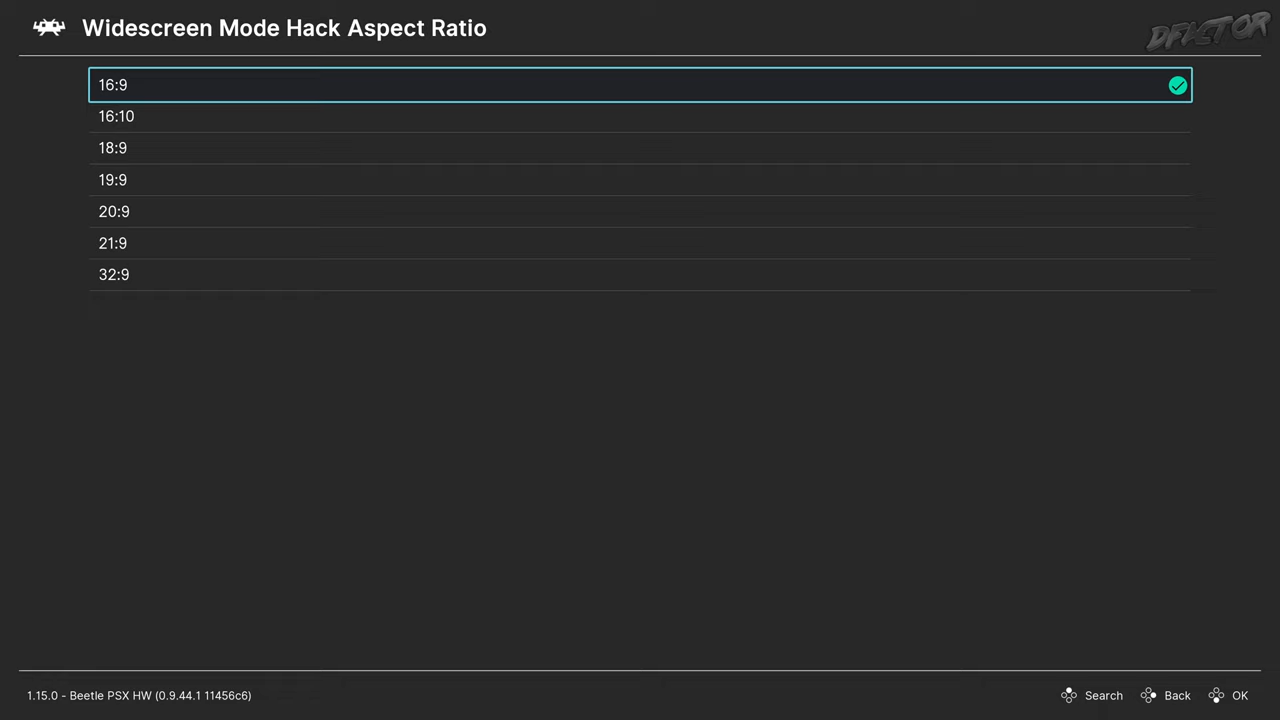 Widescreen Mode Hack Aspect Ratio
DFACTOR
16:9
16:10
18:9
19:9
20:9
21:9
32:9
1.15.0 - Beetle PSX HW (0.9.44.1 11456c6)
Search
Back
OK